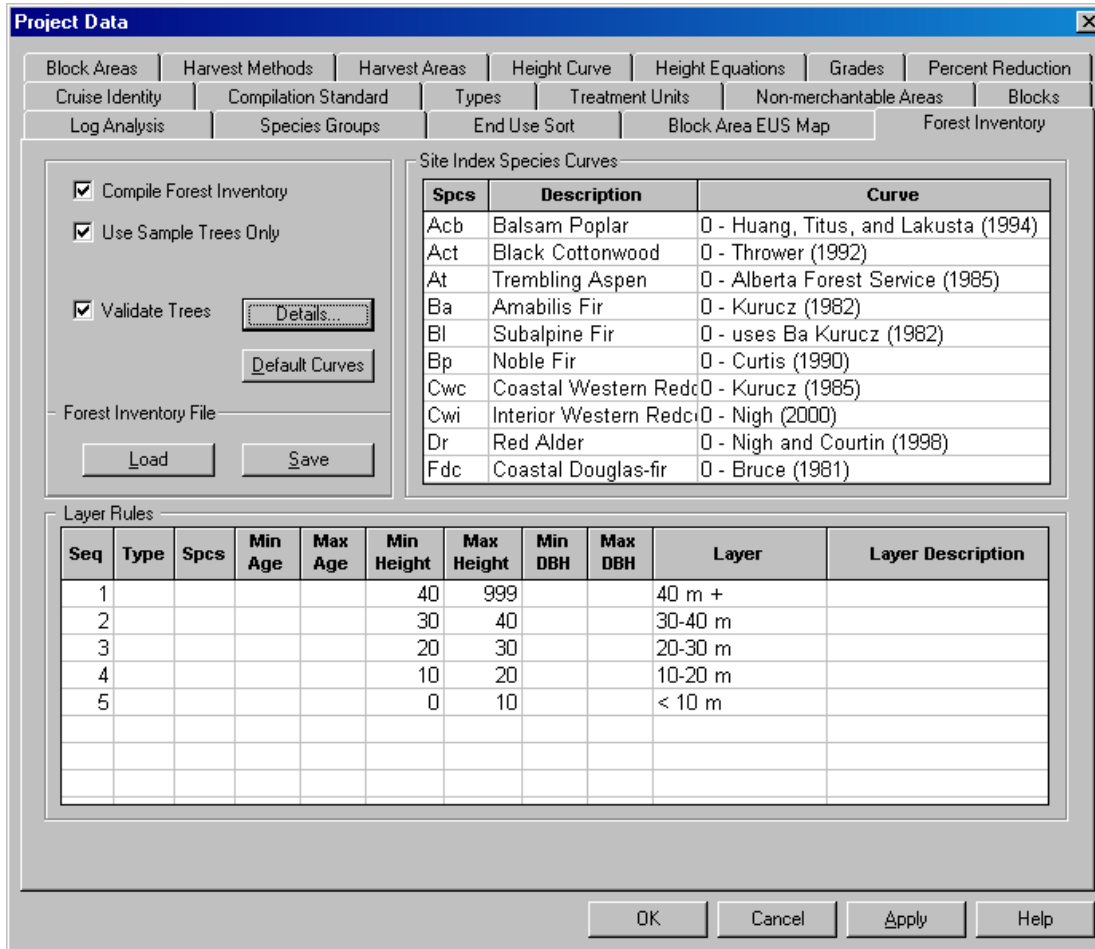 Project Data
Block Areas Harvest Methods Harvest Areas Height Curve Height Equations Grades Percent Reduction
Cruise Identity Compilation Standard Types Treatment Units Non-merchantable Areas Blocks
Log Analysis Species Groups End Use Sort Block Area EUS Map Forest Inventory
Compile Forest Inventory
Use Sample Trees Only
Validate Trees Details...
Default Curves
Forest Inventory File
Load Save
Site Index Species Curves
Spcs Description Curve
Acb Balsam Poplar 0 - Huang, Titus, and Lakusta (1994)
Act Black Cottonwood 0 - Thrower (1992)
At Trembling Aspen 0 - Alberta Forest Service (1985)
Ba Amabilis Fir 0 - Kurucz (1982)
Bl Subalpine Fir 0 - uses Ba Kurucz (1982)
Bp Noble Fir 0 - Curtis (1990)
Cwc Coastal Western Redc 0 - Kurucz (1985)
Cwi Interior Western Redc 0 - Nigh (2000)
Dr Red Alder 0 - Nigh and Courtin (1998)
Fdc Coastal Douglas-fir 0 - Bruce (1981)
Layer Rules
Seq Type Spcs Min Age Max Age Min Height Max Height Min DBH Max DBH Layer Layer Description
1 40 999 40 m +
2 30 40 30-40 m
3 20 30 20-30 m
4 10 20 10-20 m
5 0 10 < 10 m
OK Cancel Apply Help